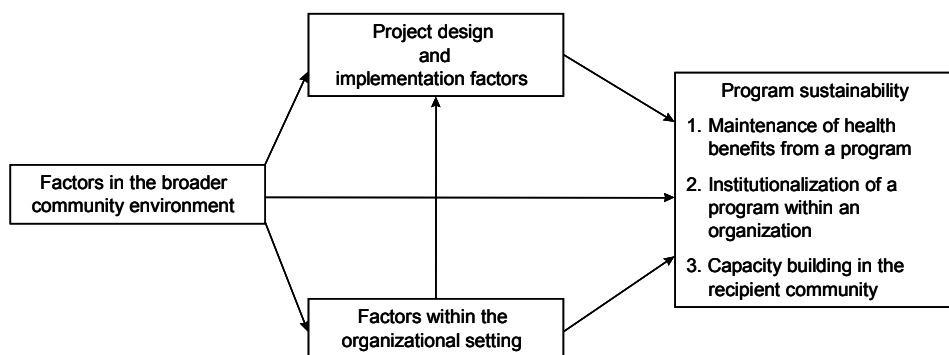 Project design
and
implementation factors
Factors in the broader
community environment
Factors within the
organizational setting
Program sustainability
1. Maintenance of health
benefits from a program
2. Institutionalization of a
program within an
organization
3. Capacity building in the
recipient community